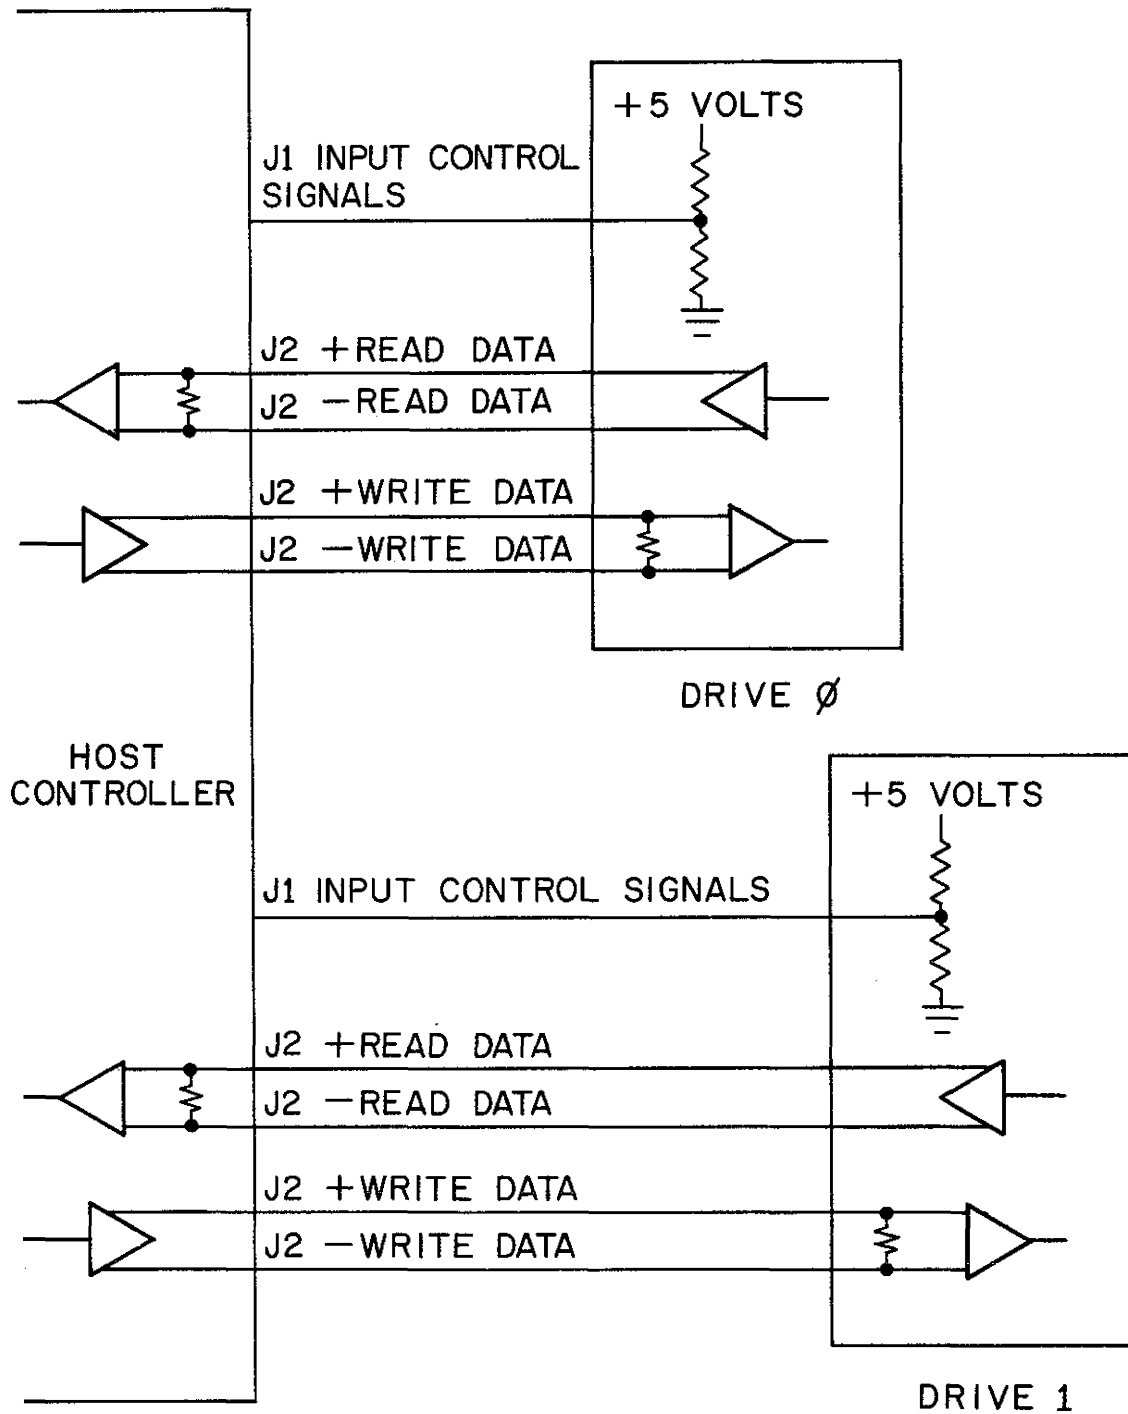 +5 VOLTS
J1 INPUT CONTROL
SIGNALS
J2 +READ DATA
J2 –READ DATA
J2 +WRITE DATA
J2 –WRITE DATA
DRIVE Ø
HOST
CONTROLLER
+5 VOLTS
J1 INPUT CONTROL SIGNALS
J2 +READ DATA
J2 –READ DATA
J2 +WRITE DATA
J2 –WRITE DATA
DRIVE 1